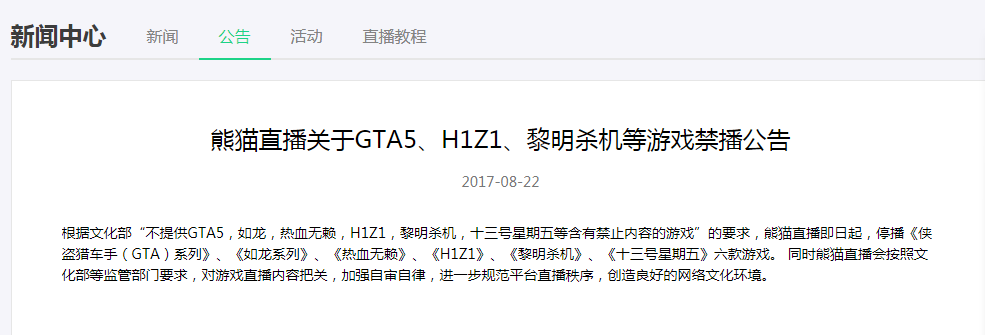 新闻中心 新闻 公告 活动 直播教程
熊猫直播关于GTA5、H1Z1、黎明杀机等游戏禁播公告
2017-08-22
根据文化部“不提供GTA5，如龙，热血无赖，H1Z1，黎明杀机，十三号星期五等含有禁止内容的游戏”的要求，熊猫直播即日起，停播《侠
盗猎车手（GTA）系列》、《如龙系列》、《热血无赖》、《H1Z1》、《黎明杀机》、《十三号星期五》六款游戏。 同时熊猫直播会按照文
化部等监管部门要求，对游戏直播内容把关，加强自审自律，进一步规范平台直播秩序，创造良好的网络文化环境。